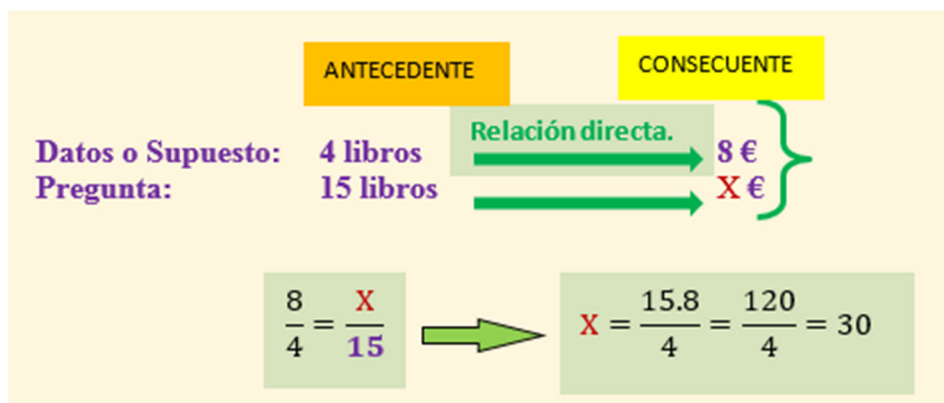 ANTECEDENTE CONSECUENTE
Relación directa.
Datos o Supuesto: 4 libros 8 €
Pregunta: 15 libros X €
8/4 = X/15 X = 15.8/4 = 120/4 = 30